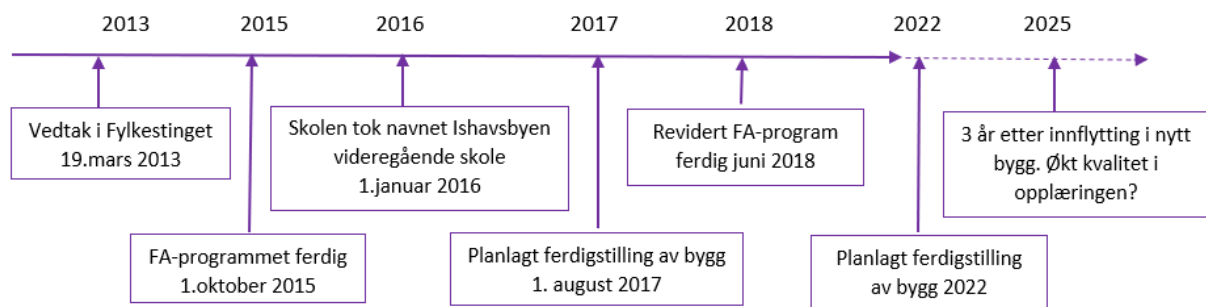 2013 2015 2016 2017 2018 2022 2025
Vedtak i Fylkestinget
19.mars 2013
Skolen tok navnet Ishavsbyen
videregående skole
1.januar 2016
Revidert FA-program
ferdig juni 2018
3 år etter innflytting i nytt
bygg. Økt kvalitet i
opplæringen?
FA-programmet ferdig
1.oktober 2015
Planlagt ferdigstilling av bygg
1. august 2017
Planlagt ferdigstilling
av bygg 2022